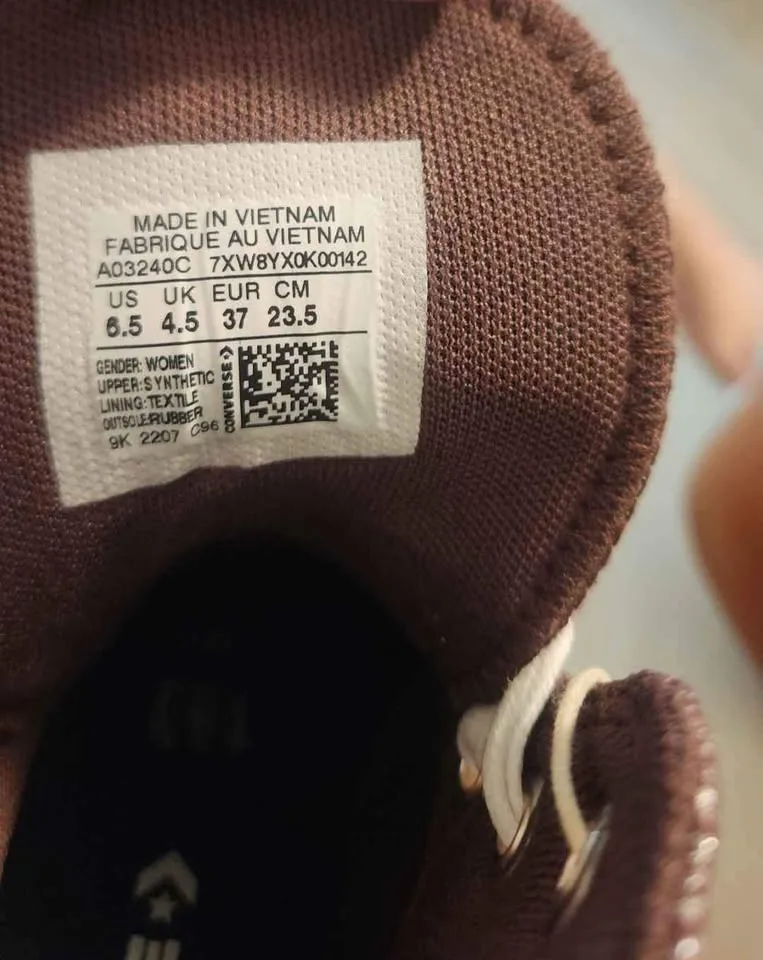 MADE IN VIETNAM
FABRIQUE AU VIETNAM
A03240C 7XW8YX0K00142
US UK EUR CM
6.5 4.5 37 23.5
GENDER: WOMEN
UPPER:SYNTHETIC
LINING:TEXTILE
OUTSOLE:RUBBER
9K 2207 C96
CONVERSE